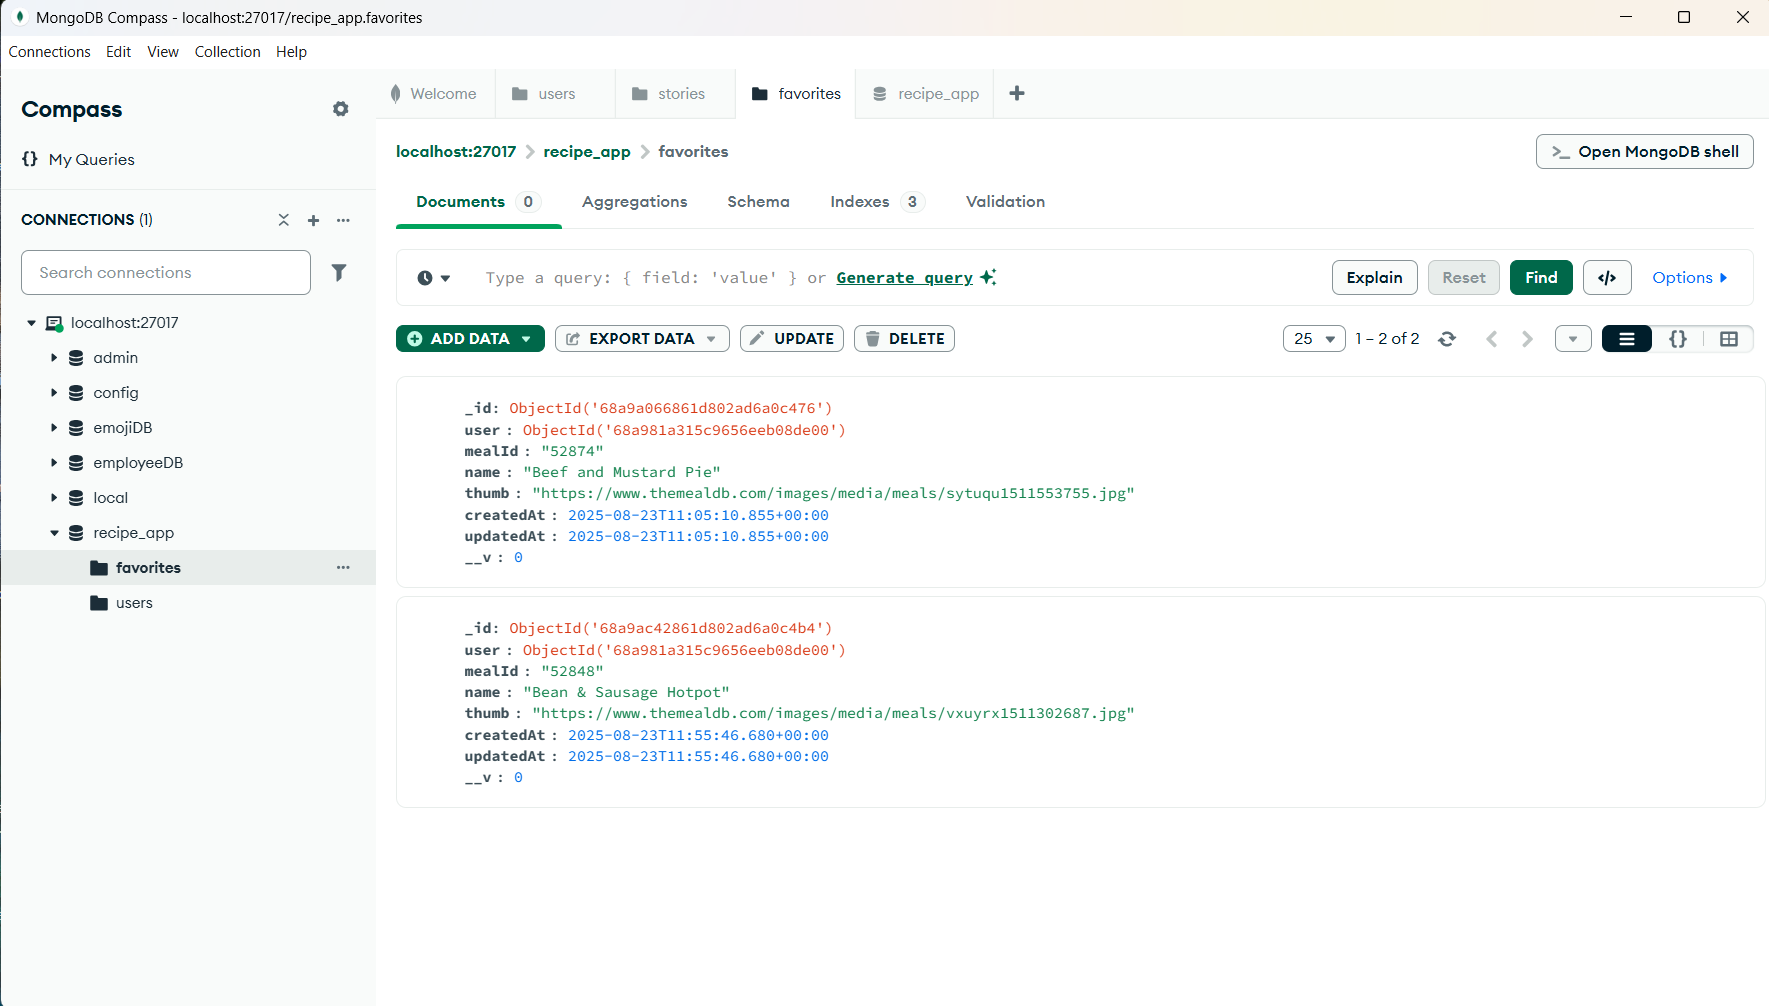 MongoDB Compass - localhost:27017/recipe_app.favorites
Connections Edit View Collection Help
Compass
My Queries
CONNECTIONS (1)
Search connections
localhost:27017
admin
config
emojiDB
employeeDB
local
recipe_app
favorites
users
Welcome users stories favorites recipe_app
localhost:27017 > recipe_app > favorites
>_ Open MongoDB shell
Documents 0 Aggregations Schema Indexes 3 Validation
Type a query: { field: 'value' } or Generate query
Explain Reset Find </> Options
ADD DATA EXPORT DATA UPDATE DELETE
25 1 – 2 of 2 {}
_id: ObjectId('68a9a066861d802ad6a0c476')
user : ObjectId('68a981a315c9656eeb08de00')
mealId : "52874"
name : "Beef and Mustard Pie"
thumb : "https://www.themealdb.com/images/media/meals/sytuqu1511553755.jpg"
createdAt : 2025-08-23T11:05:10.855+00:00
updatedAt : 2025-08-23T11:05:10.855+00:00
__v : 0
_id: ObjectId('68a9ac42861d802ad6a0c4b4')
user : ObjectId('68a981a315c9656eeb08de00')
mealId : "52848"
name : "Bean & Sausage Hotpot"
thumb : "https://www.themealdb.com/images/media/meals/vxuyrx1511302687.jpg"
createdAt : 2025-08-23T11:55:46.680+00:00
updatedAt : 2025-08-23T11:55:46.680+00:00
__v : 0